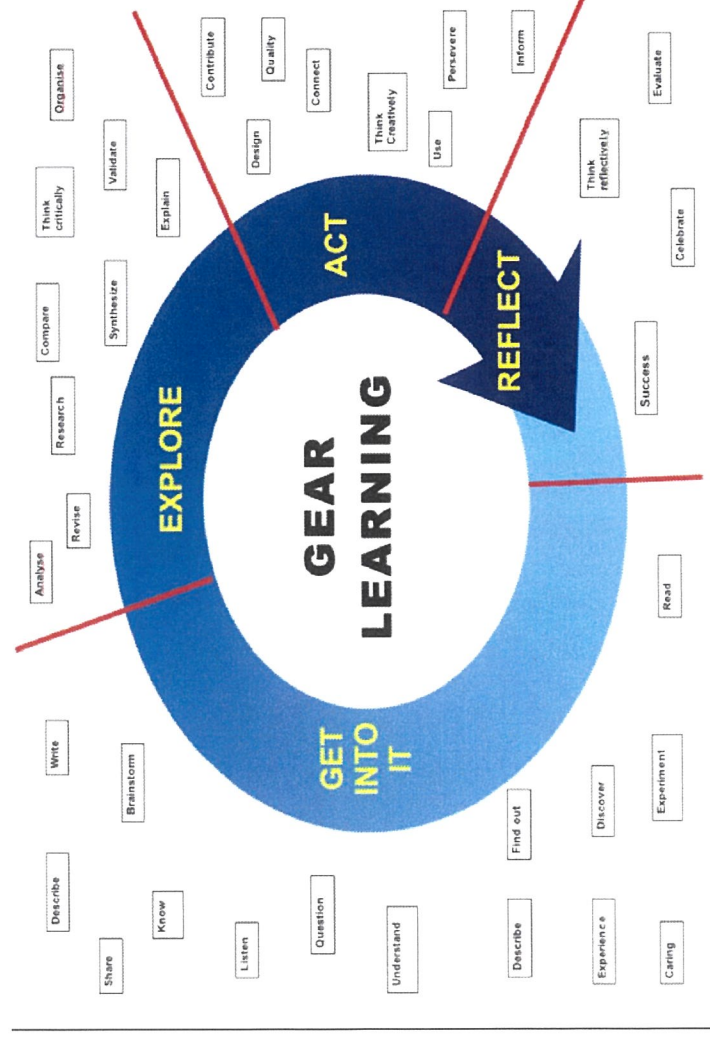 Describe
Write
Analyse
Revise
Research
Compare
Think
critically
Organise
Share
Brainstorm
Synthesize
Validate
Know
Explain
EXPLORE
Contribute
Listen
Design
Quality
Connect
Question
GET
INTO
IT
GEAR
LEARNING
ACT
Think
Creatively
Understand
Use
Persevere
REFLECT
Describe
Find out
Inform
Experience
Discover
Think
reflectively
Caring
Experiment
Read
Success
Celebrate
Evaluate